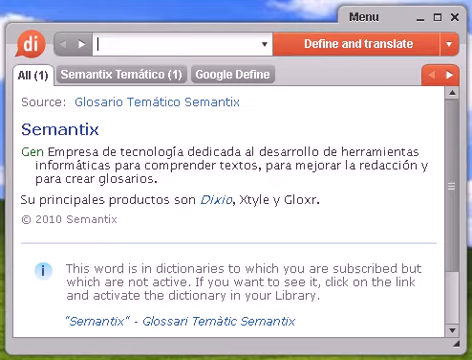 Menu
di
Define and translate
All (1)
Semantix Temático (1)
Google Define
Source: Glosario Temático Semantix
Semantix
Gen Empresa de tecnología dedicada al desarrollo de herramientas
informáticas para comprender textos, para mejorar la redacción y
para crear glosarios.
Su principales producto​s son Dixio, Xtyle y Gloxr.
© 2010 Semantix
i
This word is in dictionaries to which you are subscribed but
which are not active. If you want to see it, click on the link
and activate the dictionary in your Library.
"Semantix" - Glossari Temàtic Semantix